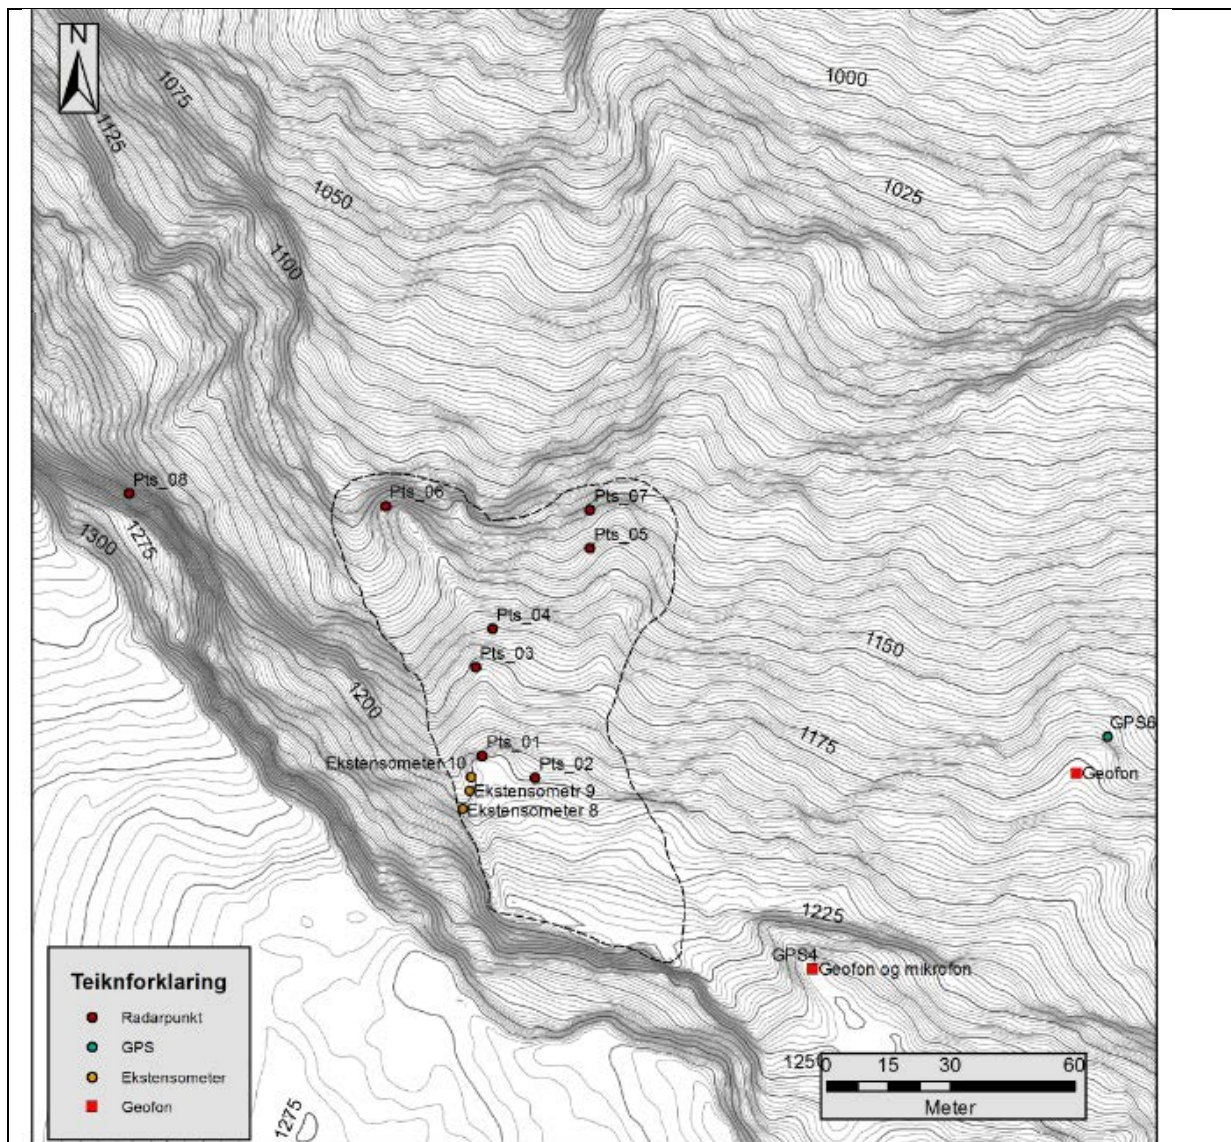 N
1000
1075
1125
1050
1025
1100
Pts_08
Pts_06
Pts_07
1300
1275
Pts_05
Pts_04
1150
Pts_03
1200
GPS6
1175
Pts_01
Ekstensometer 10
Pts_02
Geofon
Ekstensometr 9
Ekstensometer 8
1225
GPS4
Geofon og mikrofon
Teiknforklaring
Radarpunkt
GPS
Ekstensometer
Geofon
1250
0 15 30 60
Meter
1275